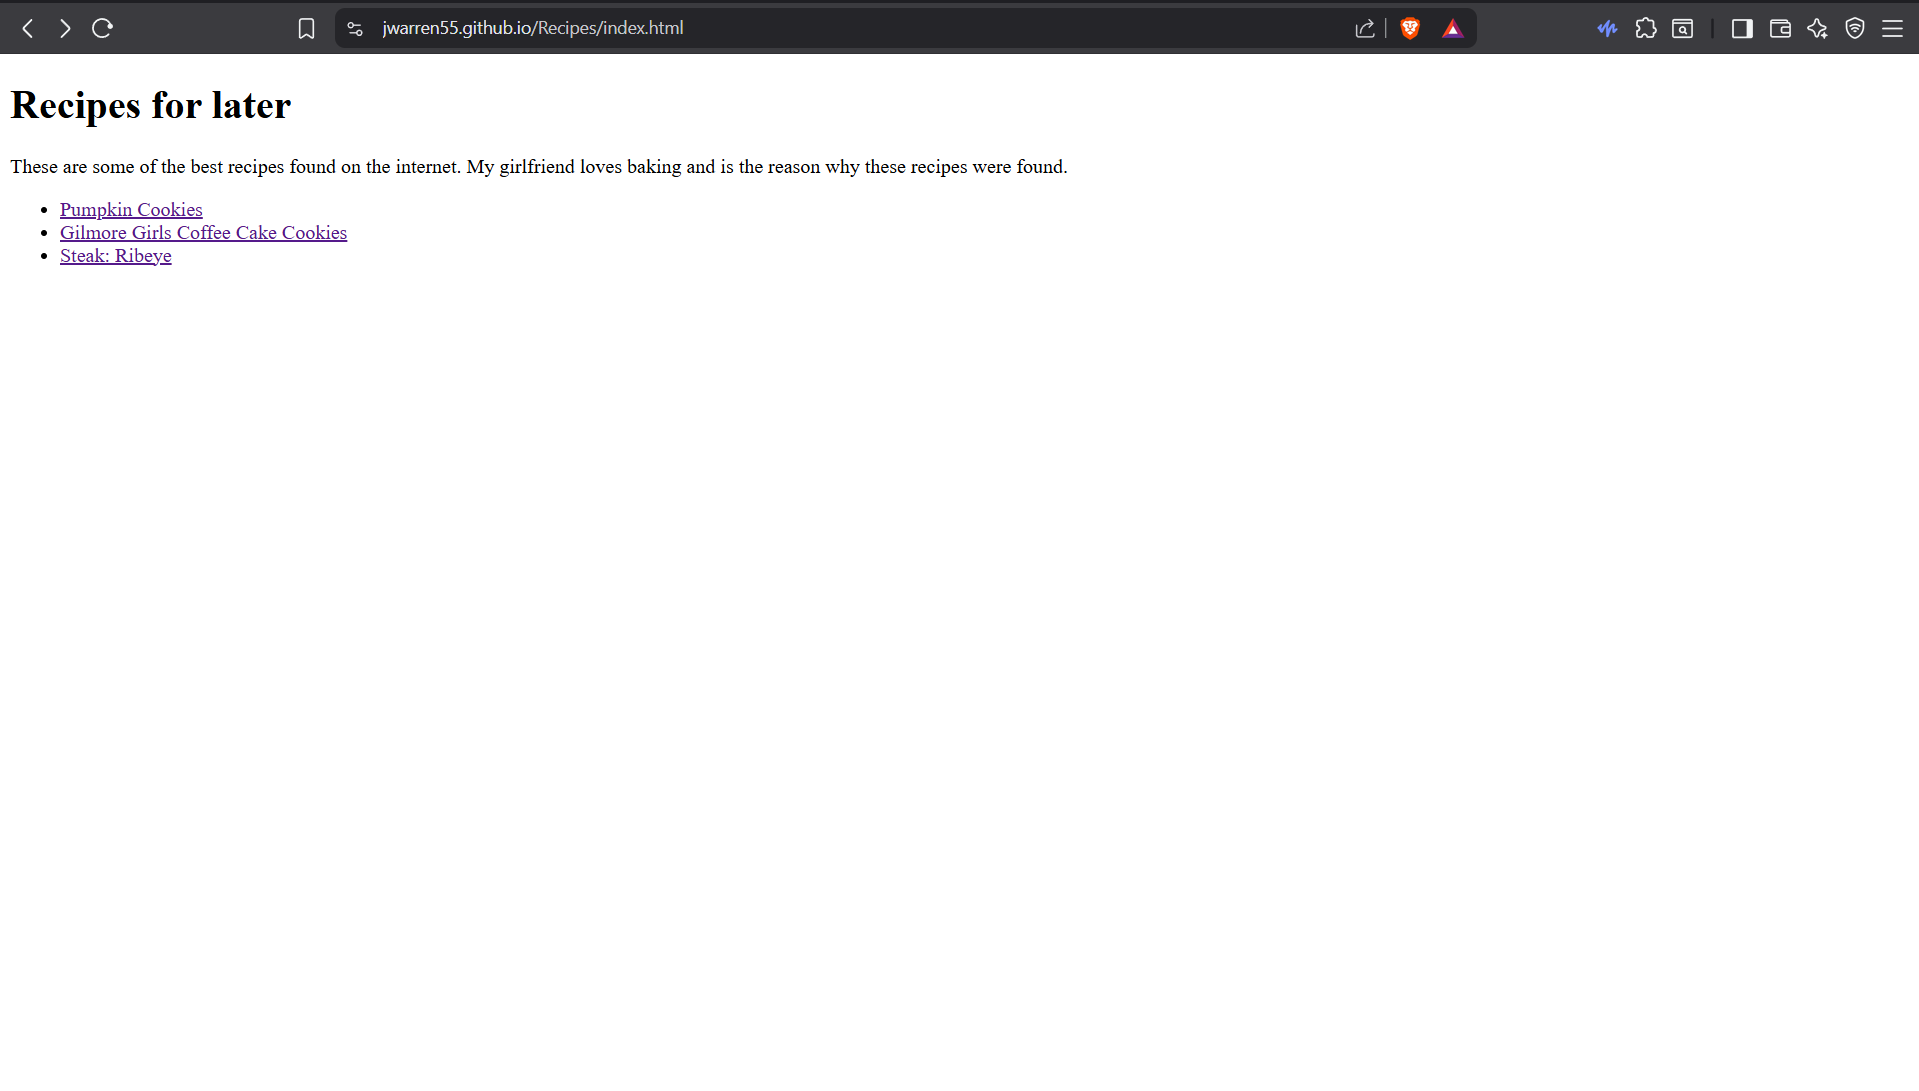 jwarren55.github.io/Recipes/index.html
Recipes for later
These are some of the best recipes found on the internet. My girlfriend loves baking and is the reason why these recipes were found.
Pumpkin Cookies
Gilmore Girls Coffee Cake Cookies
Steak: Ribeye